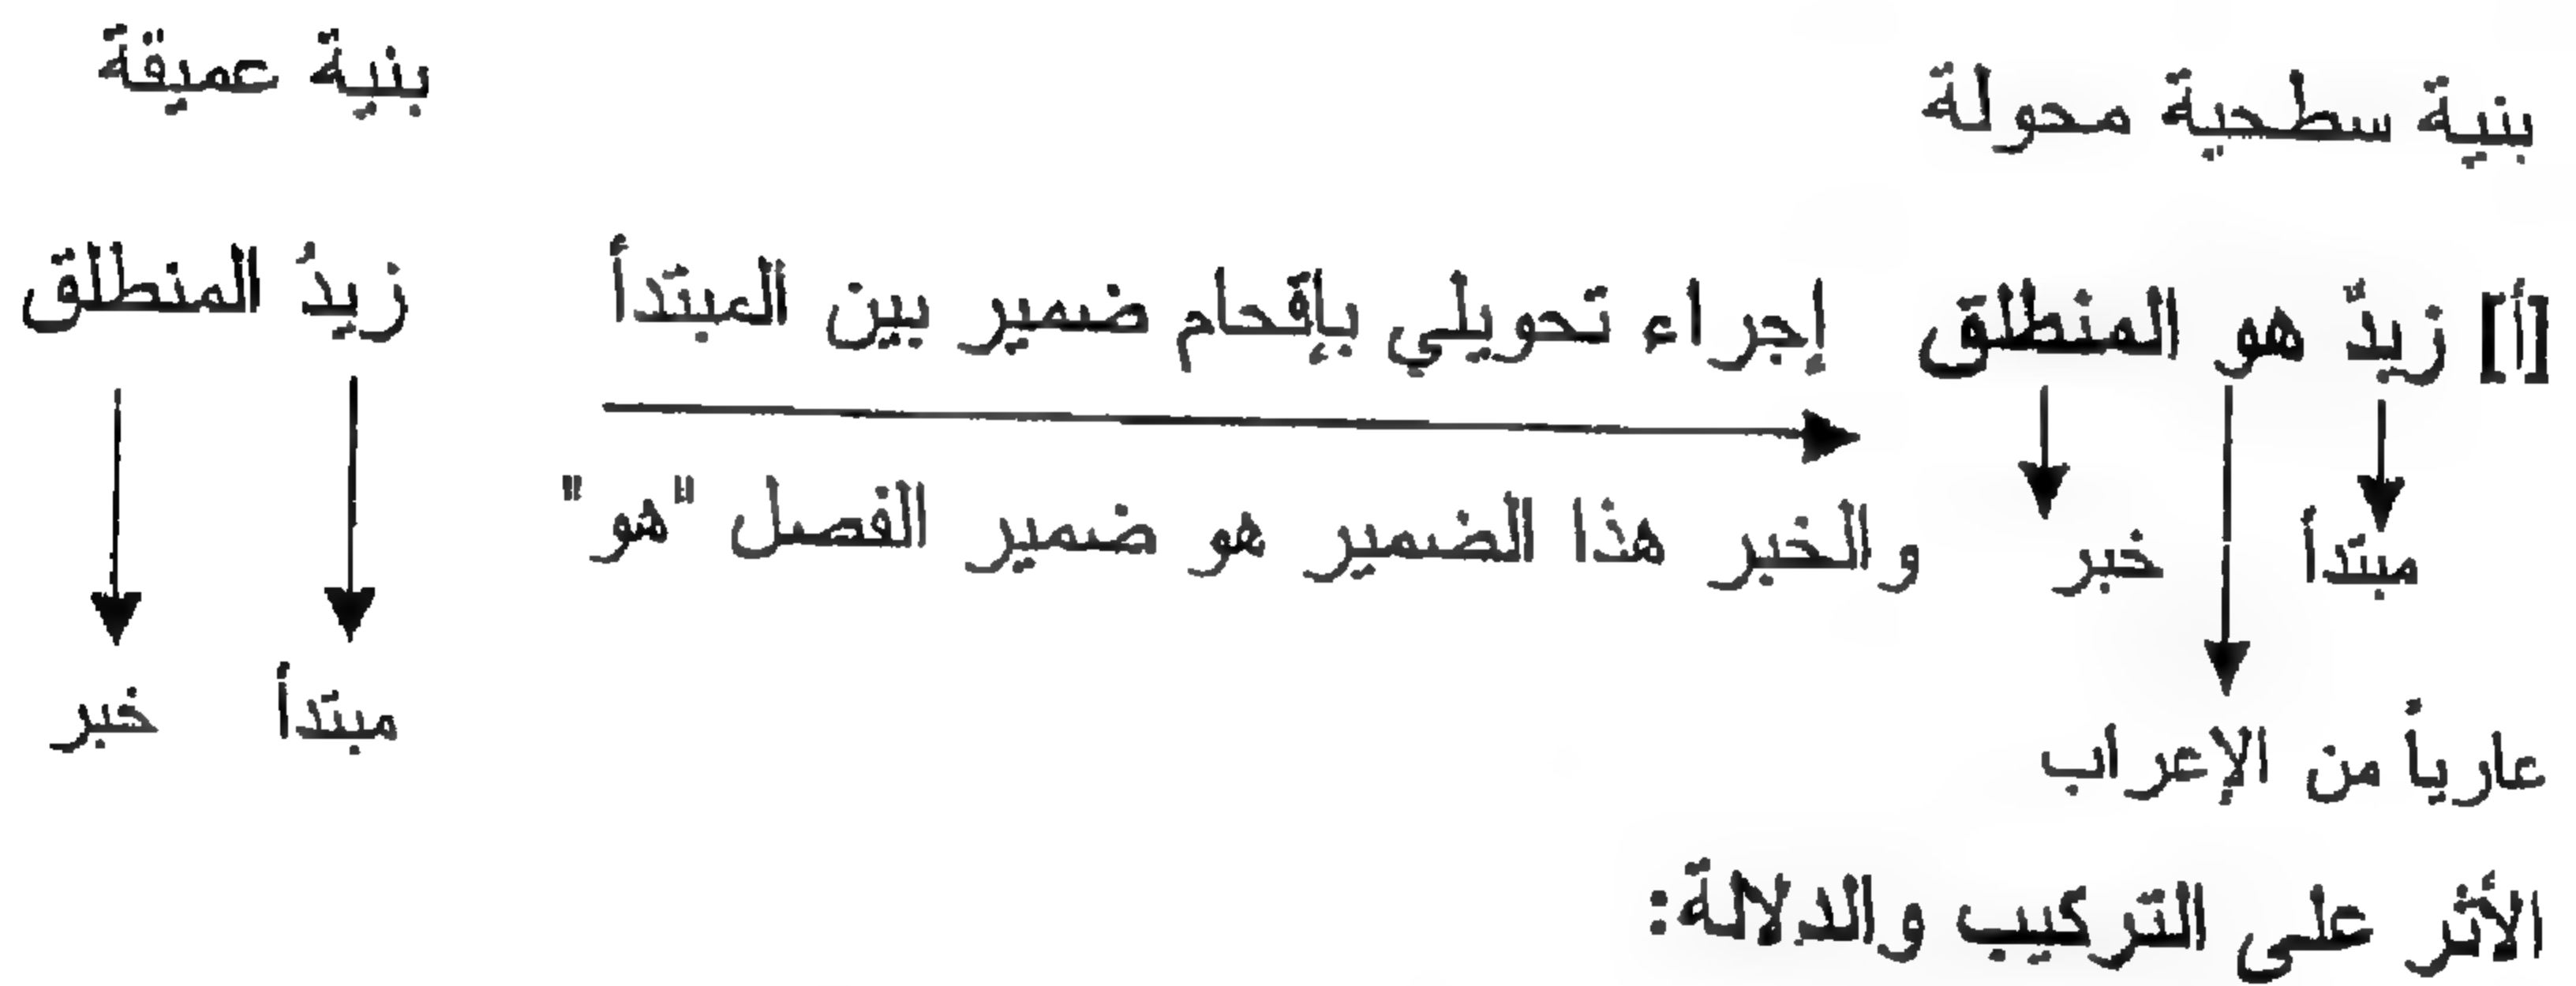 بنية سطحية محولة
بنية عميقة
[أ] زيدٌ هو المنطلق
إجراء تحويلي بإقحام ضمير بين المبتدأ
زيدُ المنطلق
والخبر هذا الضمير هو ضمير الفصل "هو"
مبتدأ خبر
مبتدأ خبر
عارياً من الإعراب
الأثر على التركيب والدلالة: